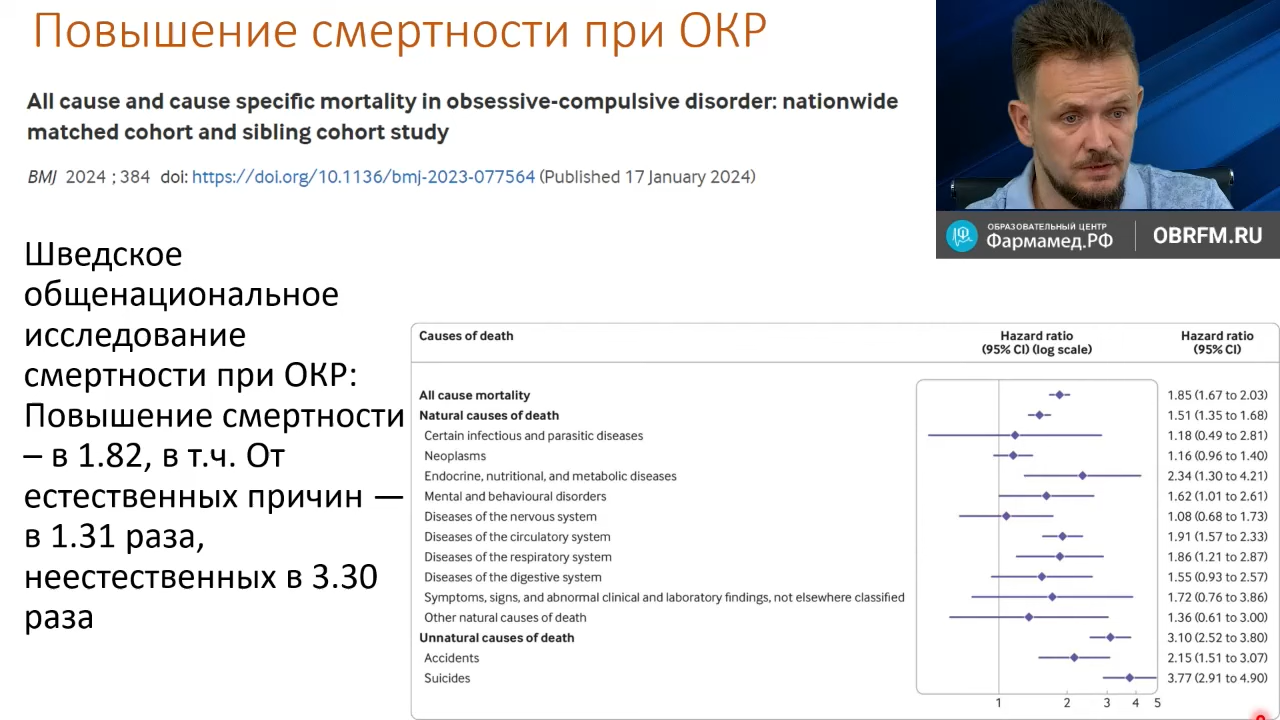 Повышение смертности при ОКР
All cause and cause specific mortality in obsessive-compulsive disorder: nationwide
matched cohort and sibling cohort study
BMJ 2024 ; 384 doi: https://doi.org/10.1136/bmj-2023-077564 (Published 17 January 2024)
ОБРАЗОВАТЕЛЬНЫЙ ЦЕНТР
Фармамед.РФ
OBRFM.RU
Шведское
общенациональное
исследование
смертности при ОКР:
Повышение смертности
– в 1.82, в т.ч. От
естественных причин —
в 1.31 раза,
неестественных в 3.30
раза
Causes of death Hazard ratio Hazard ratio
(95% CI) (log scale) (95% CI)
All cause mortality 1.85 (1.67 to 2.03)
Natural causes of death 1.51 (1.35 to 1.68)
Certain infectious and parasitic diseases 1.18 (0.49 to 2.81)
Neoplasms 1.16 (0.96 to 1.40)
Endocrine, nutritional, and metabolic diseases 2.34 (1.30 to 4.21)
Mental and behavioural disorders 1.62 (1.01 to 2.61)
Diseases of the nervous system 1.08 (0.68 to 1.73)
Diseases of the circulatory system 1.91 (1.57 to 2.33)
Diseases of the respiratory system 1.86 (1.21 to 2.87)
Diseases of the digestive system 1.55 (0.93 to 2.57)
Symptoms, signs, and abnormal clinical and laboratory findings, not elsewhere classified 1.72 (0.76 to 3.86)
Other natural causes of death 1.36 (0.61 to 3.00)
Unnatural causes of death 3.10 (2.52 to 3.80)
Accidents 2.15 (1.51 to 3.07)
Suicides 3.77 (2.91 to 4.90)
1 2 3 4 5